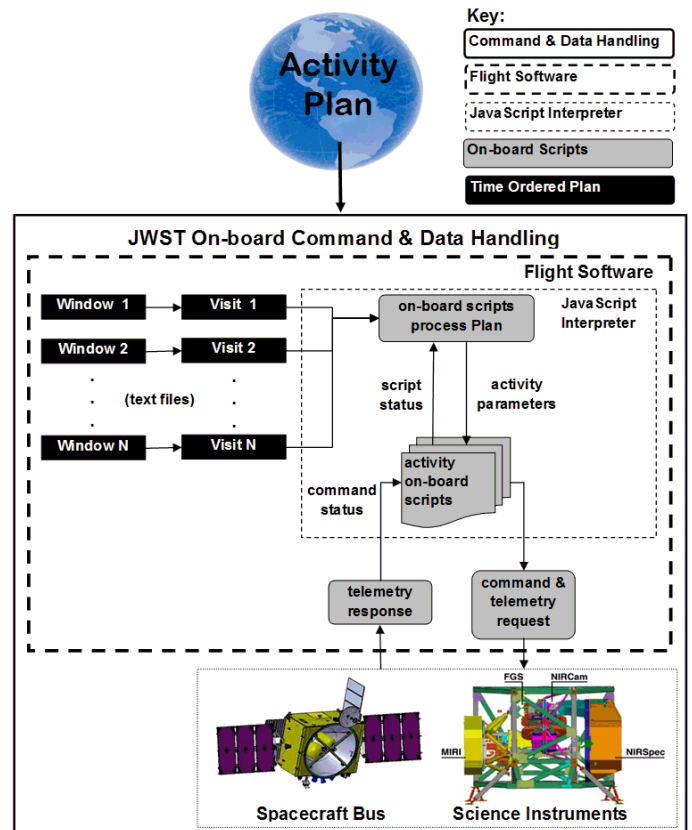 Activity
Plan
Key:
Command & Data Handling
Flight Software
JavaScript Interpreter
On-board Scripts
Time Ordered Plan
JWST On-board Command & Data Handling
Flight Software
JavaScript
Interpreter
Window 1
Visit 1
Window 2
Visit 2
(text files)
Window N
Visit N
on-board scripts
process Plan
script
status
activity
parameters
activity
on-board
scripts
command
status
telemetry
response
command &
telemetry
request
FGS
NIRCam
MIRI
NIRSpec
Spacecraft Bus
Science Instruments